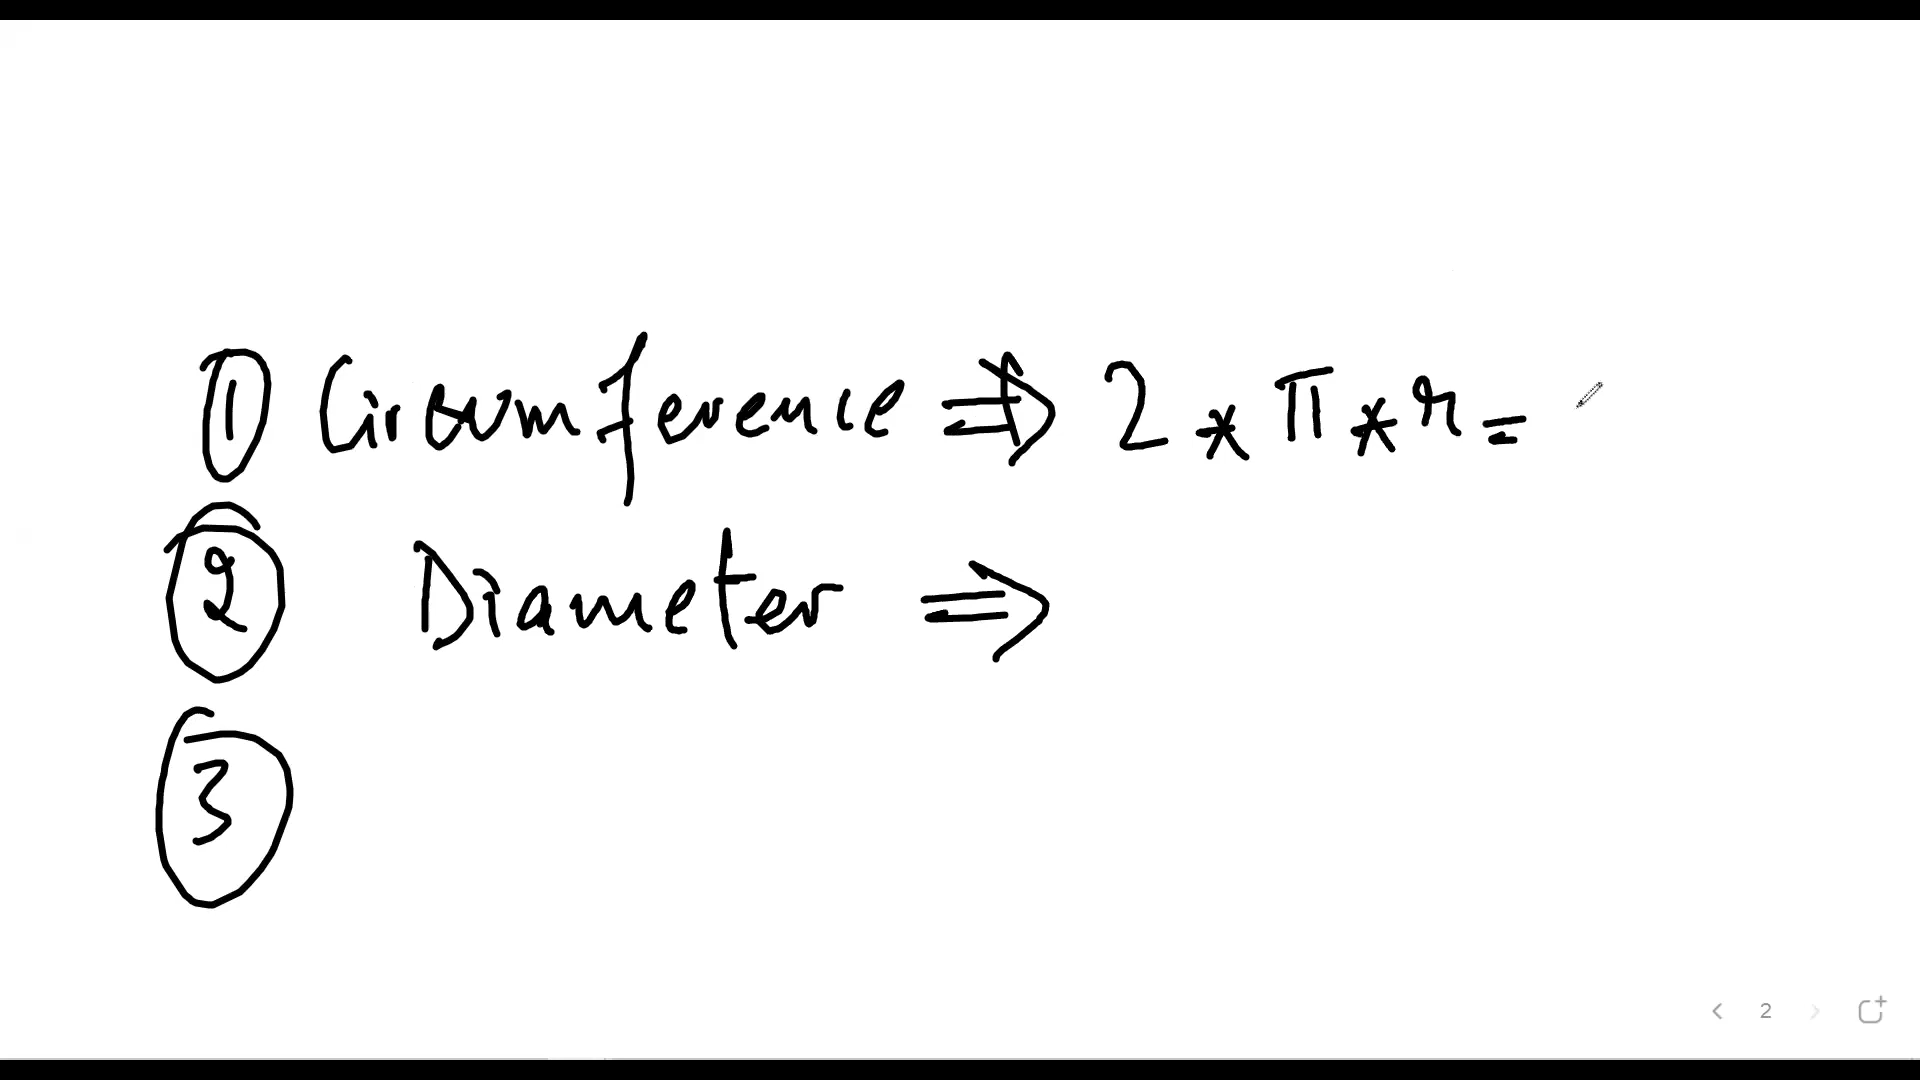 ① Circumference ⇒ 2 * π * r =
② Diameter ⇒
③
2